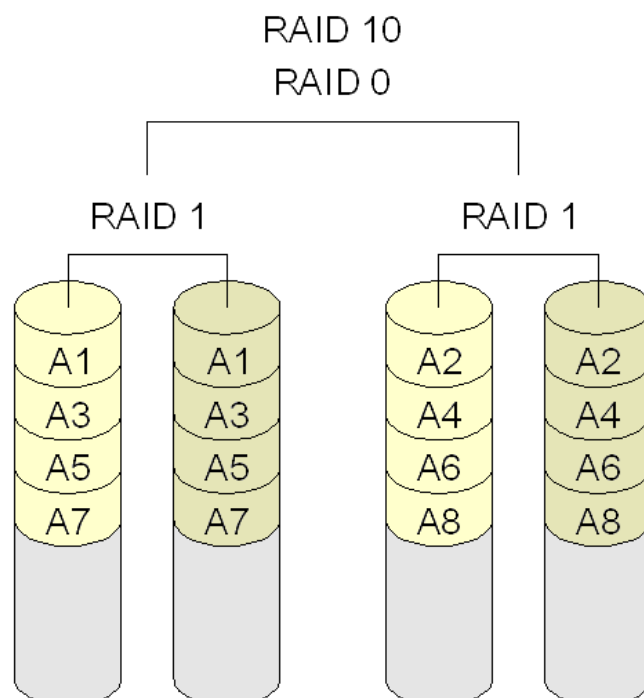 RAID 10
RAID 0
RAID 1 RAID 1
A1 A1 A2 A2
A3 A3 A4 A4
A5 A5 A6 A6
A7 A7 A8 A8